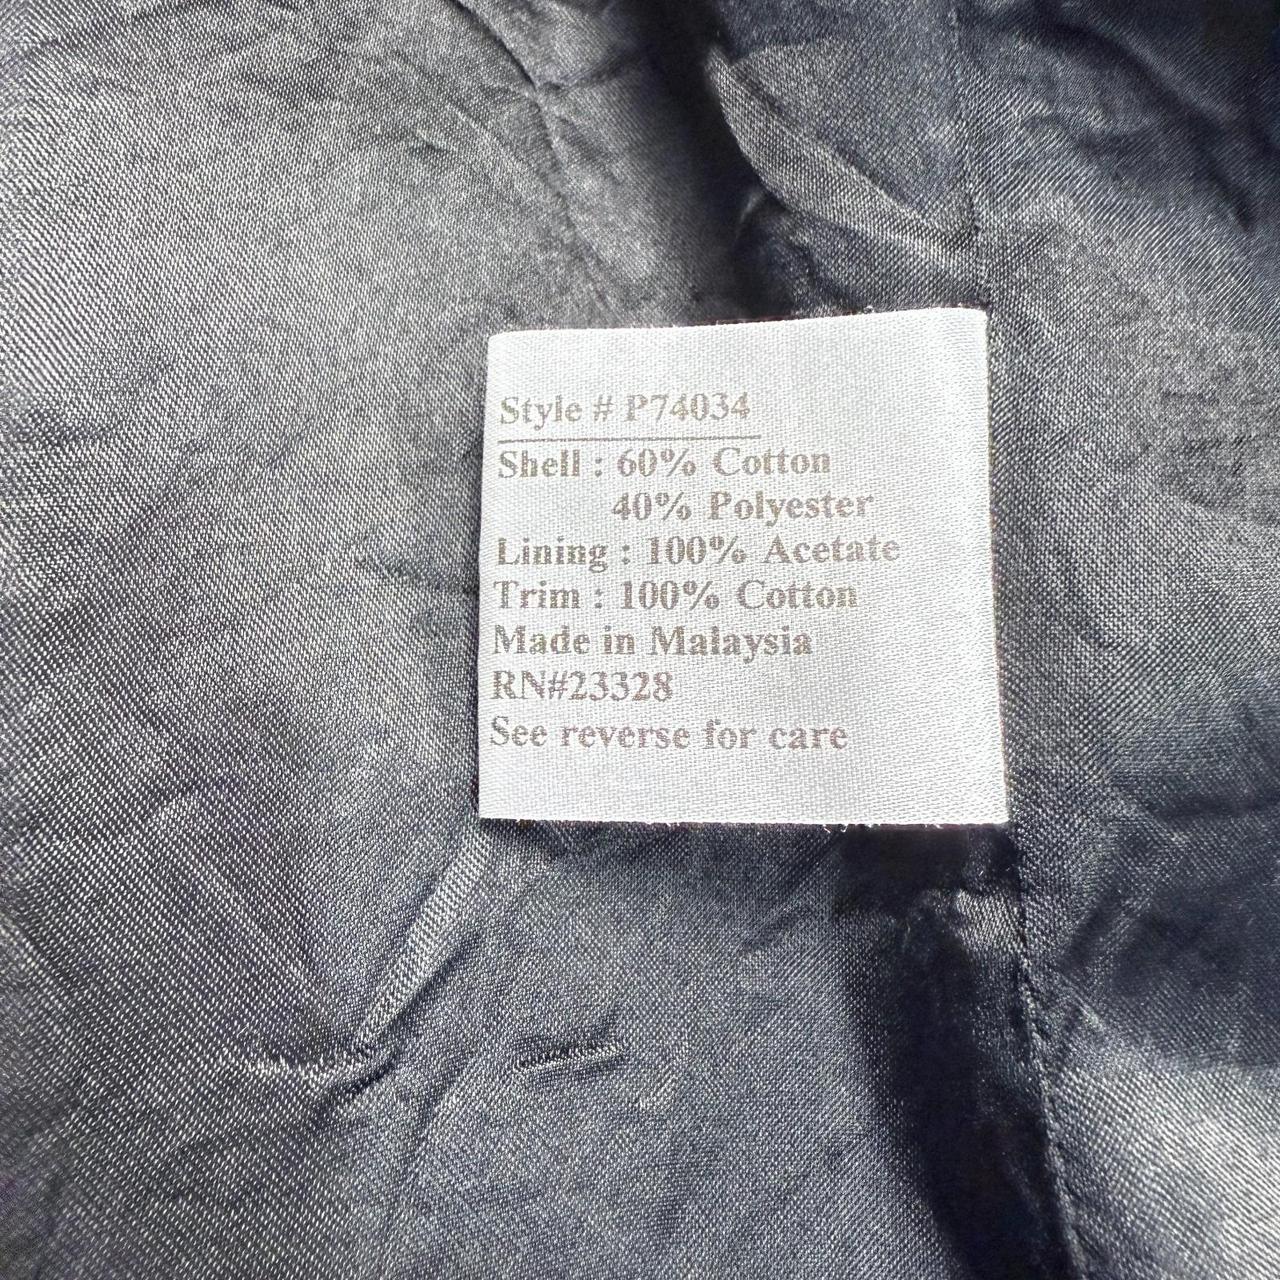 Style # P74034
Shell : 60% Cotton
40% Polyester
Lining : 100% Acetate
Trim : 100% Cotton
Made in Malaysia
RN#23328
See reverse for care